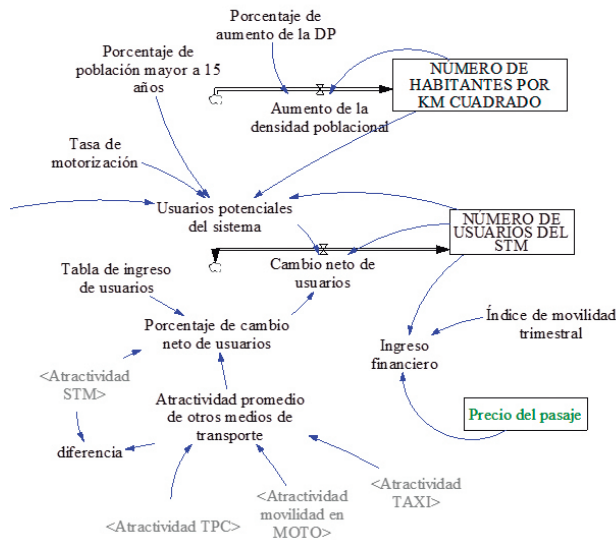 Porcentaje de
aumento de la DP
Porcentaje de
población mayor a 15
años
NÚMERO DE
HABITANTES POR
KM CUADRADO
Aumento de la
densidad poblacional
Tasa de
motorización
Usuarios potenciales
del sistema
NÚMERO DE
USUARIOS DEL
STM
Cambio neto de
usuarios
Tabla de ingreso
de usuarios
Porcentaje de cambio
neto de usuarios
Índice de movilidad
trimestral
Ingreso
financiero
<Atractividad
STM>
Atractividad promedio
de otros medios de
transporte
Precio del pasaje
diferencia
<Atractividad TPC>
<Atractividad
movilidad en
MOTO>
<Atractividad
TAXI>